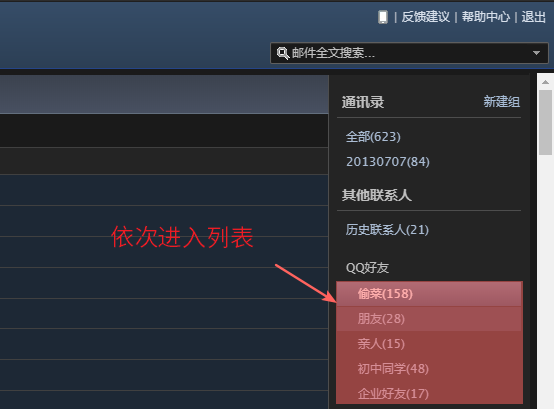 | 反馈建议 | 帮助中心 | 退出
邮件全文搜索...
通讯录 新建组
全部(623)
20130707(84)
其他联系人
历史联系人(21)
依次进入列表
QQ好友
偷菜(158)
朋友(28)
亲人(15)
初中同学(48)
企业好友(17)